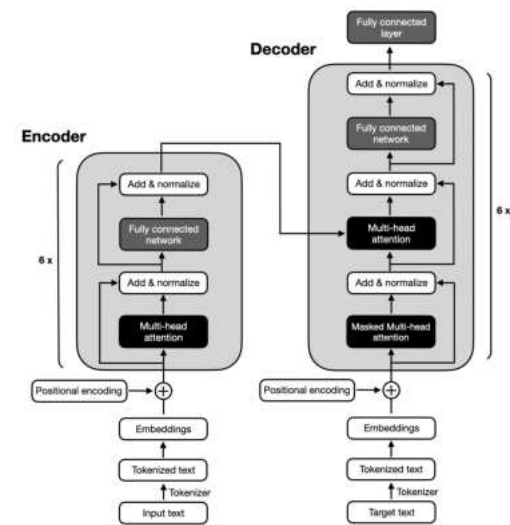 Fully connected
layer
Decoder
Add & normalize
Fully connected
network
Add & normalize
Multi-head
attention
Add & normalize
Masked Multi-head
attention
6 x
Positional encoding
Embeddings
Tokenized text
Tokenizer
Target text
Encoder
Add & normalize
Fully connected
network
Add & normalize
Multi-head
attention
6 x
Positional encoding
Embeddings
Tokenized text
Tokenizer
Input text